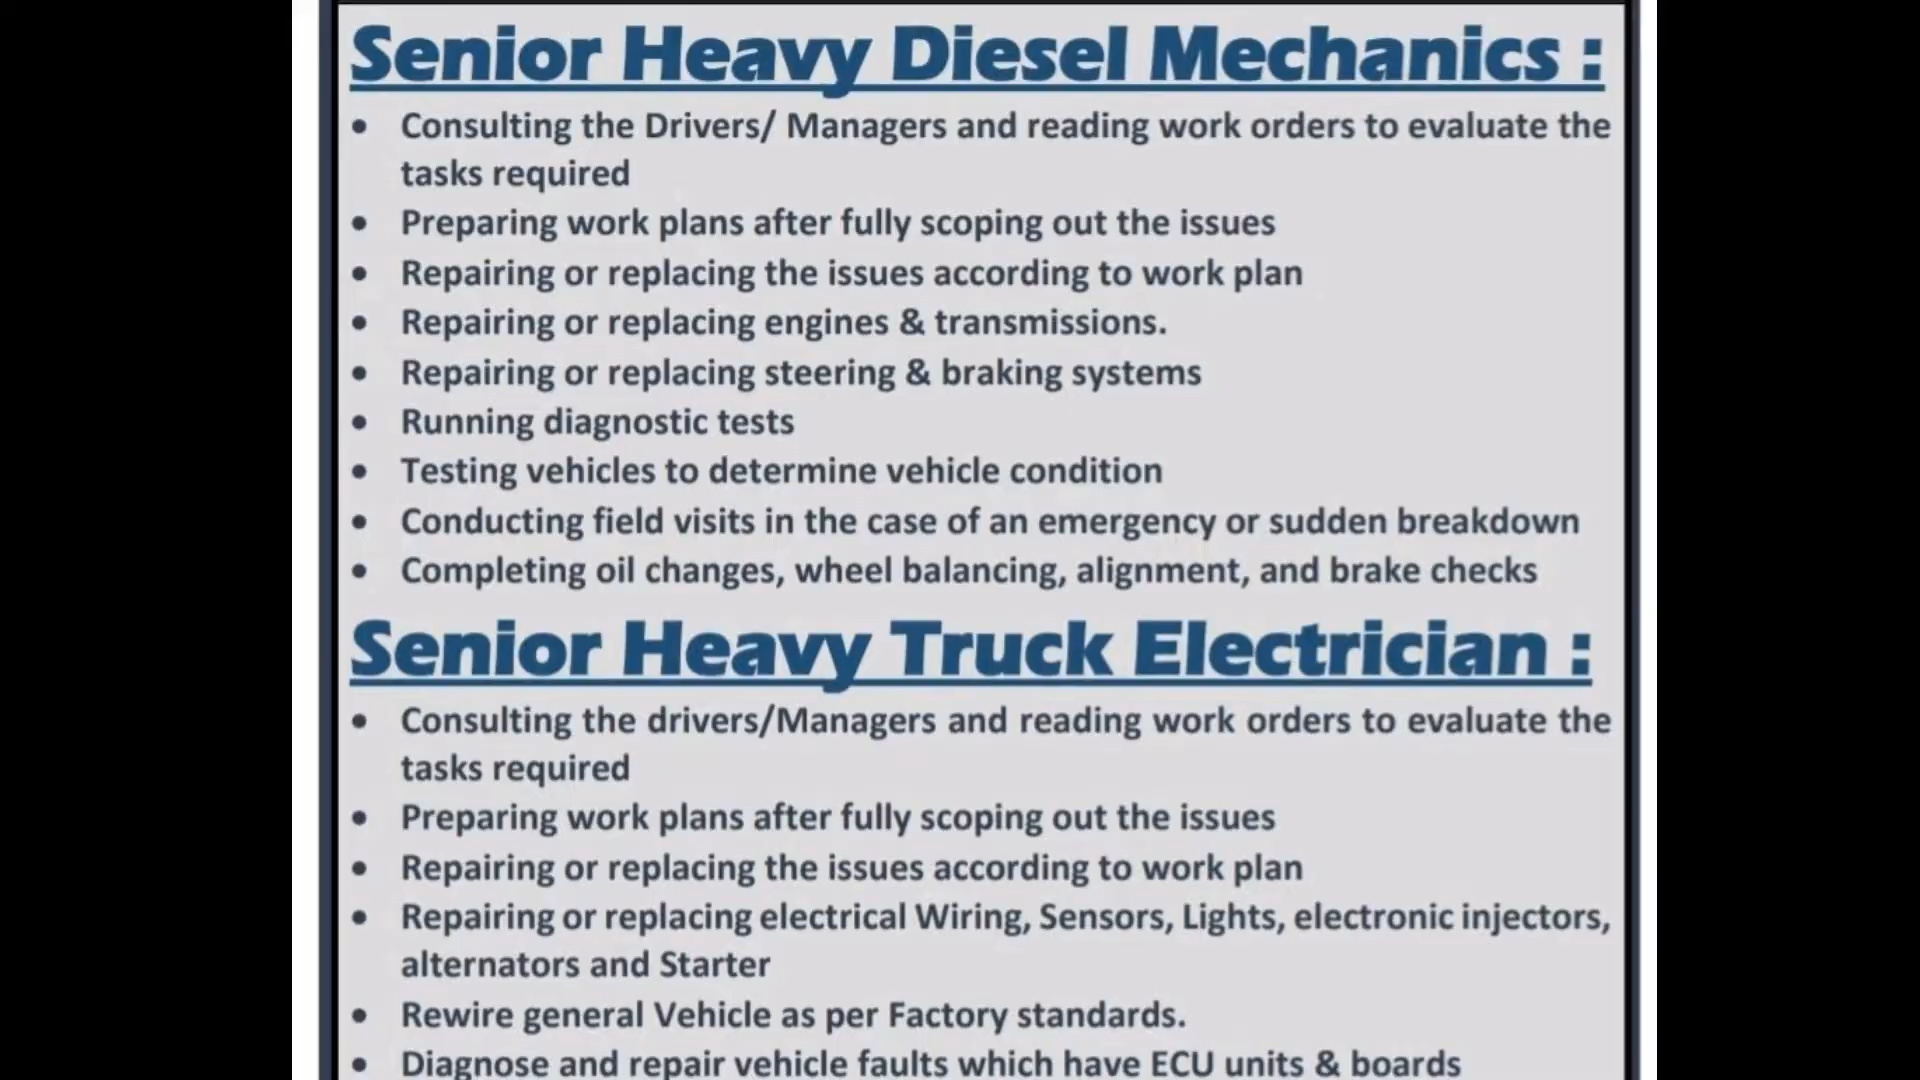 Senior Heavy Diesel Mechanics :
• Consulting the Drivers/ Managers and reading work orders to evaluate the
tasks required
• Preparing work plans after fully scoping out the issues
• Repairing or replacing the issues according to work plan
• Repairing or replacing engines & transmissions.
• Repairing or replacing steering & braking systems
• Running diagnostic tests
• Testing vehicles to determine vehicle condition
• Conducting field visits in the case of an emergency or sudden breakdown
• Completing oil changes, wheel balancing, alignment, and brake checks
Senior Heavy Truck Electrician :
• Consulting the drivers/Managers and reading work orders to evaluate the
tasks required
• Preparing work plans after fully scoping out the issues
• Repairing or replacing the issues according to work plan
• Repairing or replacing electrical Wiring, Sensors, Lights, electronic injectors,
alternators and Starter
• Rewire general Vehicle as per Factory standards.
• Diagnose and repair vehicle faults which have ECU units & boards